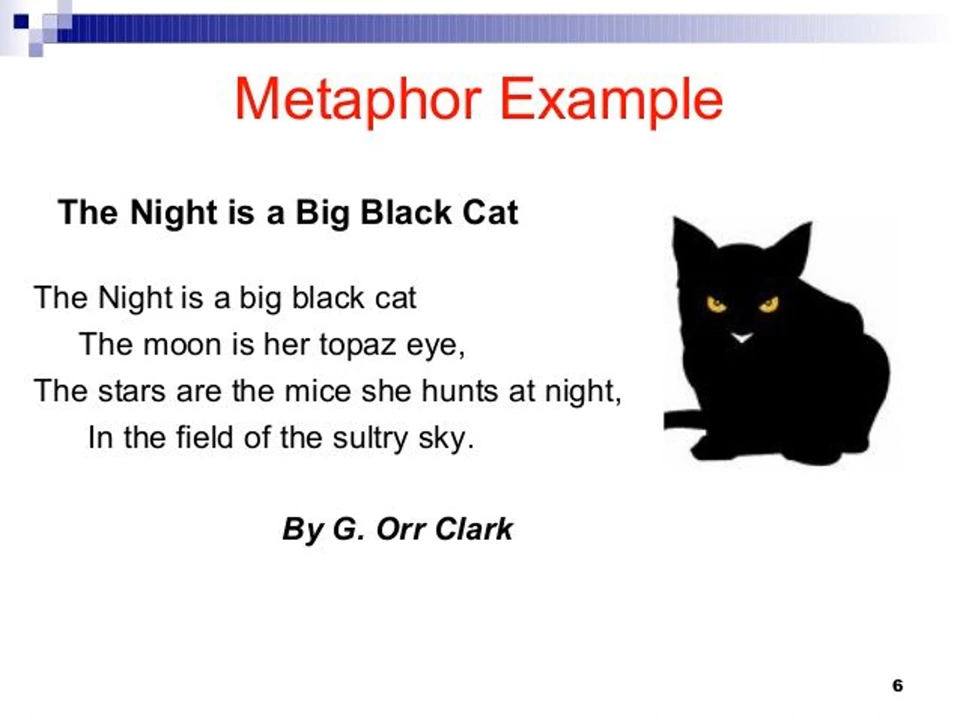 Metaphor Example
The Night is a Big Black Cat
The Night is a big black cat
The moon is her topaz eye,
The stars are the mice she hunts at night,
In the field of the sultry sky.
By G. Orr Clark
6